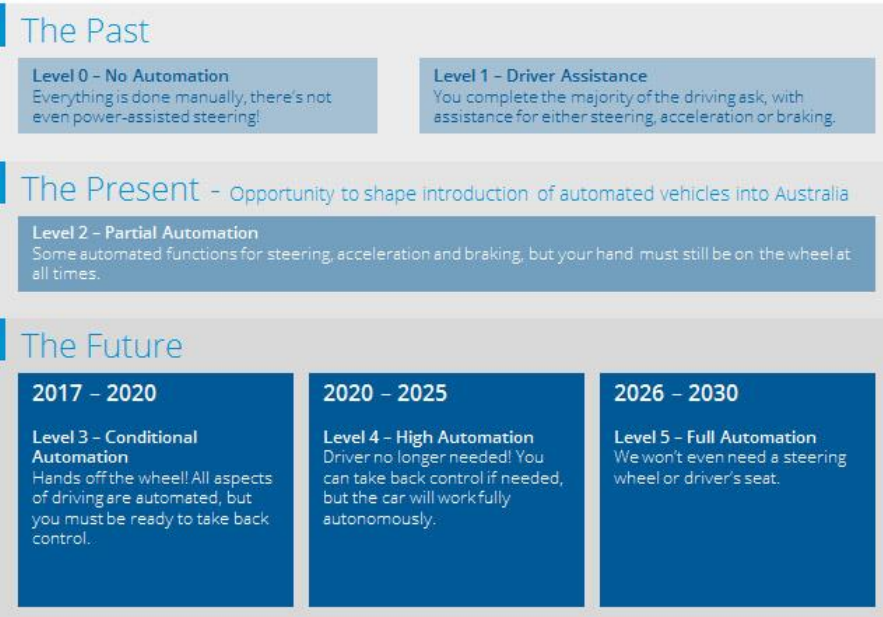 The Past
Level 0 – No Automation
Everything is done manually, there's not
even power-assisted steering!
Level 1 – Driver Assistance
You complete the majority of the driving ask, with
assistance for either steering, acceleration or braking.
The Present - Opportunity to shape introduction of automated vehicles into Australia
Level 2 – Partial Automation
Some automated functions for steering, acceleration and braking, but your hand must still be on the wheel at
all times.
The Future
2017 – 2020
Level 3 – Conditional
Automation
Hands off the wheel! All aspects
of driving are automated, but
you must be ready to take back
control.
2020 – 2025
Level 4 – High Automation
Driver no longer needed! You
can take back control if needed,
but the car will work fully
autonomously.
2026 – 2030
Level 5 – Full Automation
We won't even need a steering
wheel or driver's seat.